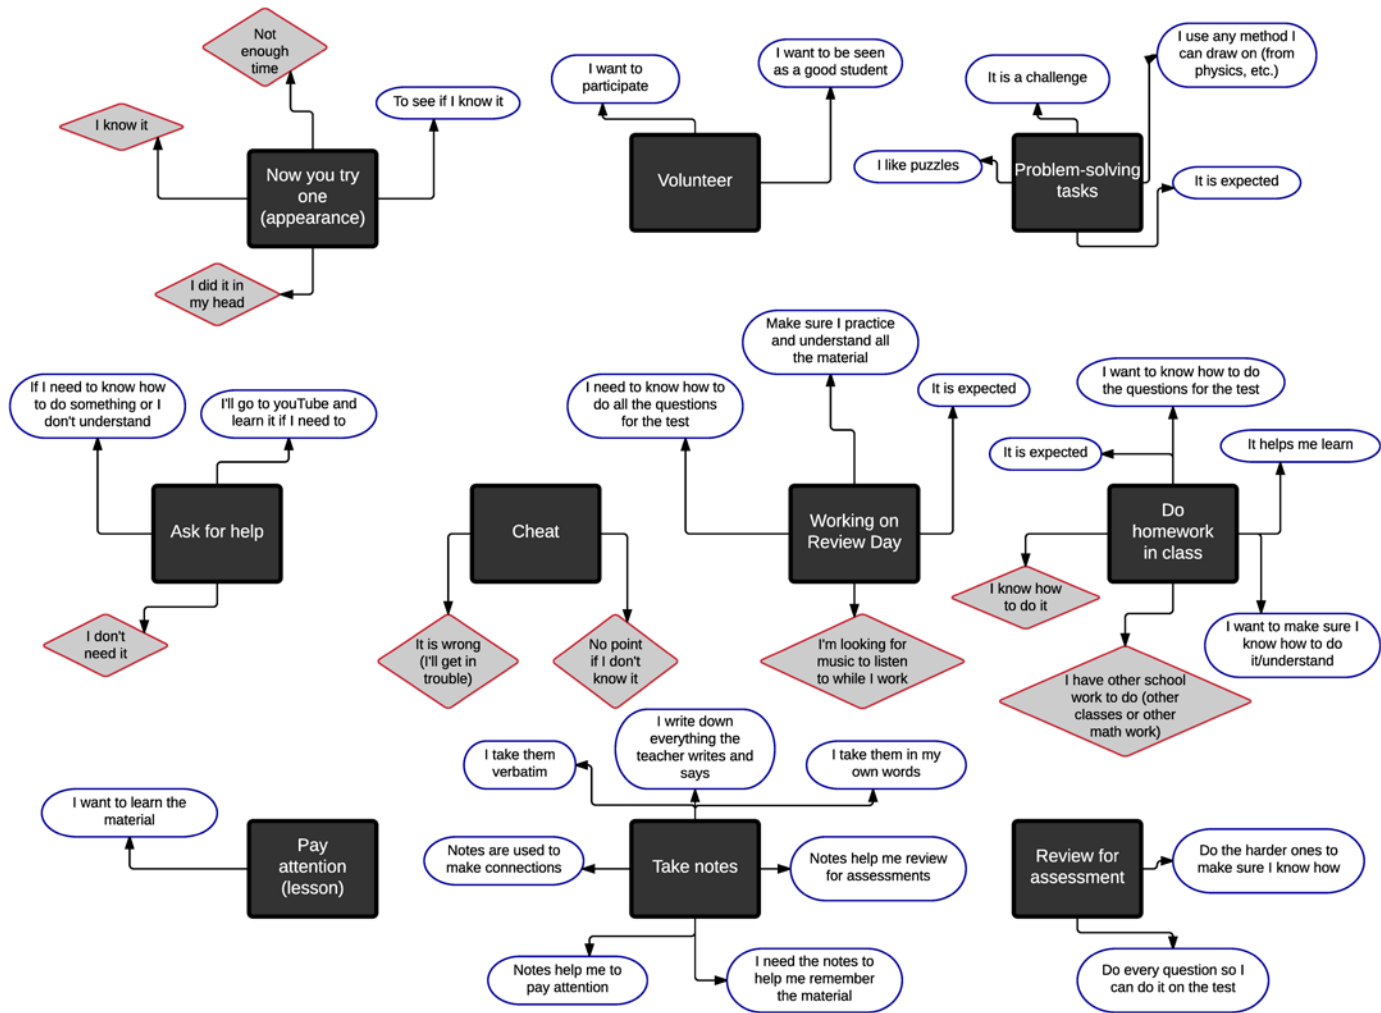 Not
enough
time
I know it
To see if I know it
Now you try
one
(appearance)
I did it in
my head
I want to
participate
I want to be seen
as a good student
Volunteer
It is a challenge
I use any method I
can draw on (from
physics, etc.)
I like puzzles
Problem-solving
tasks
It is expected
If I need to know how
to do something or I
don't understand
I'll go to youTube and
learn it if I need to
Ask for help
I don't
need it
Cheat
It is wrong
(I'll get in
trouble)
No point
if I don't
know it
I need to know how to
do all the questions
for the test
Make sure I practice
and understand all
the material
It is expected
Working on
Review Day
I'm looking for
music to listen
to while I work
I want to know how to do
the questions for the test
It is expected
It helps me learn
Do
homework
in class
I know how
to do it
I have other school
work to do (other
classes or other
math work)
I want to make sure I
know how to do
it/understand
I want to learn the
material
Pay
attention
(lesson)
I take them
verbatim
I write down
everything the
teacher writes and
says
I take them in my
own words
Notes are used to
make connections
Take notes
Notes help me review
for assessments
Notes help me to
pay attention
I need the notes to
help me remember
the material
Review for
assessment
Do the harder ones to
make sure I know how
Do every question so I
can do it on the test